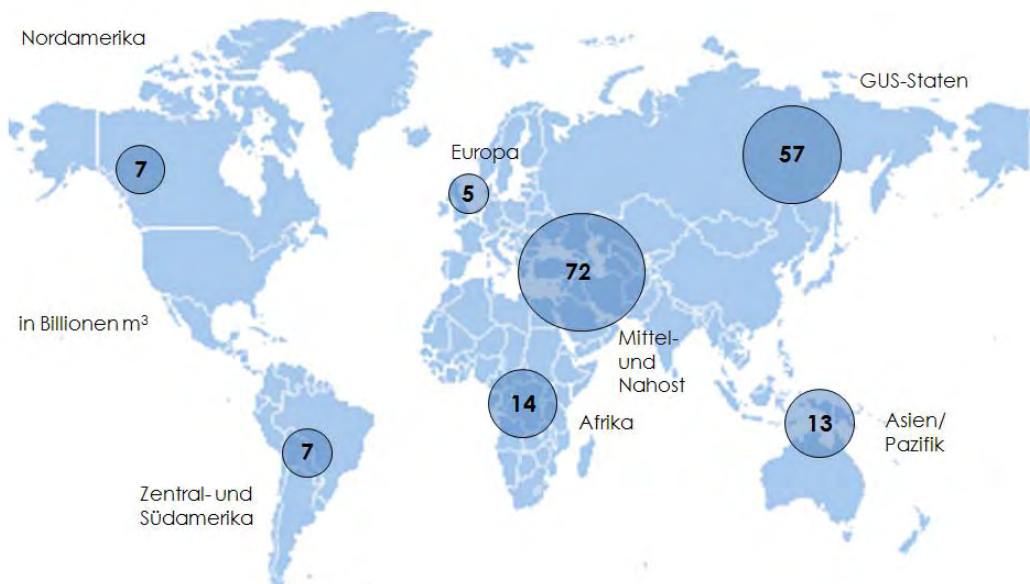 Nordamerika
GUS-Staten
7
Europa
57
5
72
in Billionen m³
Mittel-
und
Nahost
14
Afrika
13
Asien/
Pazifik
7
Zentral- und
Südamerika